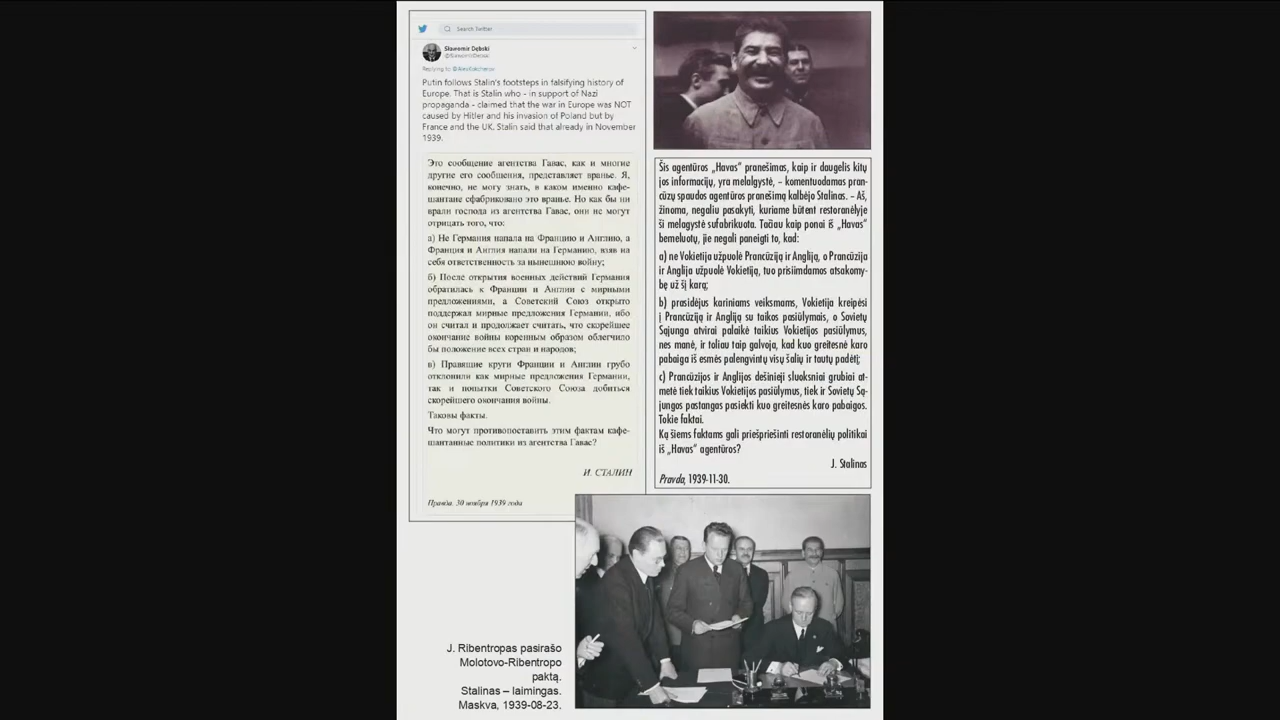 Search Twitter
Sławomir Dębski
Replying to
Putin follows Stalin's footsteps in falsifying history of
Europe. That is Stalin who - in support of Nazi
propaganda - claimed that the war in Europe was NOT
caused by Hitler and his invasion of Poland but by
France and the UK. Stalin said that already in November
1939.
Это сообщение агентства Гавас, как и многие
другие его сообщения, представляет вранье. Я,
конечно, не могу знать, в каком именно кафе-
шантане сфабриковано это вранье. Но как бы ни
врали господа из агентства Гавас, они не могут
отрицать того, что:
а) Не Германия напала на Францию и Англию, а
Франция и Англия напали на Германию, взяв на
себя ответственность за нынешнюю войну;
б) После открытия военных действий Германия
обратилась к Франции и Англии с мирными
предложениями, а Советский Союз открыто
поддержал мирные предложения Германии, ибо
он считал и продолжает считать, что скорейшее
окончание войны коренным образом облегчило
бы положение всех стран и народов;
в) Правящие круги Франции и Англии грубо
отклонили как мирные предложения Германии,
так и попытки Советского Союза добиться
скорейшего окончания войны.
Таковы факты.
Что могут противопоставить этим фактам кафе-
шантанные политики из агентства Гавас?
И. СТАЛИН
Правда, 30 ноября 1939 года
Šis agentūros „Havas“ pranešimas, kaip ir daugelis kitų
jos informacijų, yra melalgystė, – komentuodamas pran-
cūzų spaudos agentūros pranešimą kalbėjo Stalinas. – Aš,
žinoma, negaliu pasakyti, kuriame būtent restoranėlyje
ši melagystė sufabrikuota. Tačiau kaip ponai iš „Havas“
bemeluotų, jie negali paneigti to, kad:
a) ne Vokietija užpuolė Prancūziją ir Angliją, o Prancūzija
ir Anglija užpuolė Vokietiją, tuo prisiimdamos atsakomy-
bę už šį karą;
b) prasidėjus kariniams veiksmams, Vokietija kreipėsi
į Prancūziją ir Angliją su taikos pasiūlymais, o Sovietų
Sąjunga atvirai palaikė taikius Vokietijos pasiūlymus,
nes manė, ir toliau taip galvoja, kad kuo greitesnė karo
pabaiga iš esmės palengvintų visų šalių ir tautų padėtį;
c) Prancūzijos ir Anglijos dešinieji sluoksniai grubiai at-
metė tiek taikius Vokietijos pasiūlymus, tiek ir Sovietų Są-
jungos pastangas pasiekti kuo greitesnės karo pabaigos.
Tokie faktai.
Ką šiems faktams gali priešpriešinti restoranėlių politikai
iš „Havas“ agentūros?
J. Stalinas
Pravda, 1939-11-30.
J. Ribentropas pasirašo
Molotovo-Ribentropo
paktą.
Stalinas – laimingas.
Maskva, 1939-08-23.